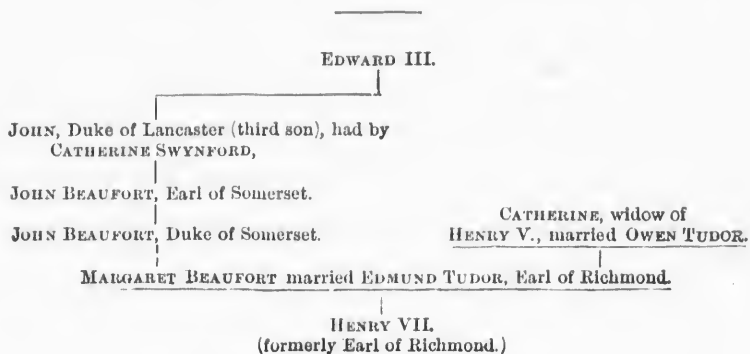 EDWARD III.
JOHN, Duke of Lancaster (third son), had by
CATHERINE SWYNFORD,
JOHN BEAUFORT, Earl of Somerset.
CATHERINE, widow of
JOHN BEAUFORT, Duke of Somerset.
HENRY V., married OWEN TUDOR.
MARGARET BEAUFORT married EDMUND TUDOR, Earl of Richmond.
HENRY VII.
(formerly Earl of Richmond.)